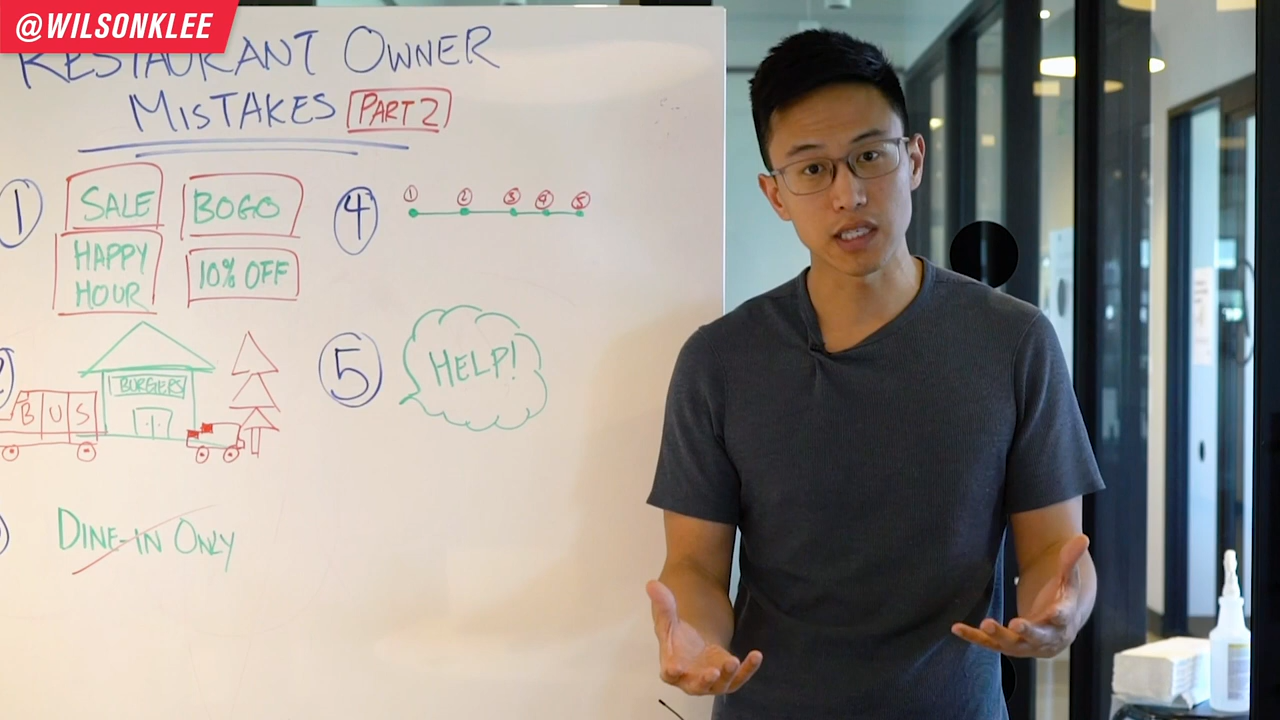 @WILSONKLEE
RESTAURANT OWNER
MISTAKES PART 2
1
SALE
BOGO
HAPPY
HOUR
10% OFF
2
BURGERS
BUS
DINE-IN ONLY
4
1 2 3 4 5
5
HELP!